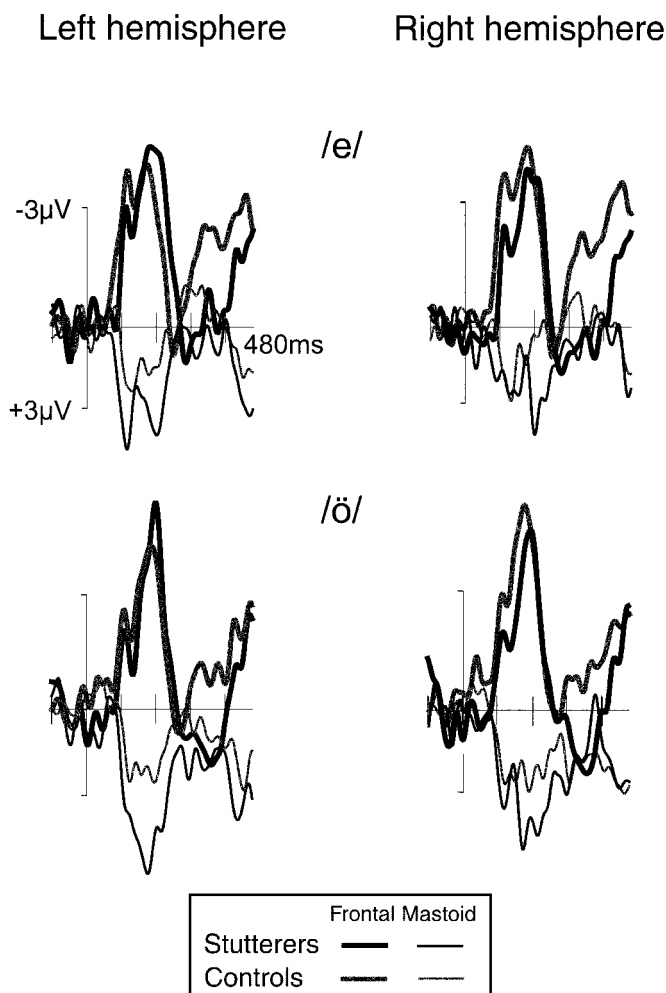 Left hemisphere Right hemisphere
/e/
-3µV
480ms
+3µV
/ö/
Frontal Mastoid
Stutterers
Controls